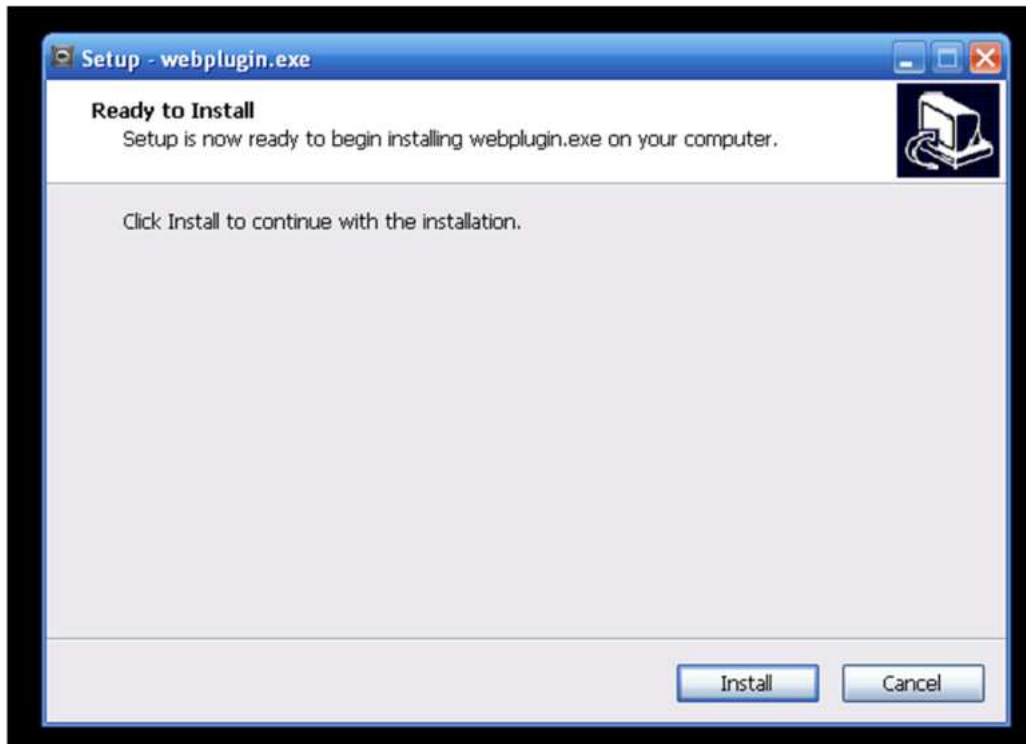 Setup - webplugin.exe
Ready to Install
Setup is now ready to begin installing webplugin.exe on your computer.
Click Install to continue with the installation.
Install
Cancel